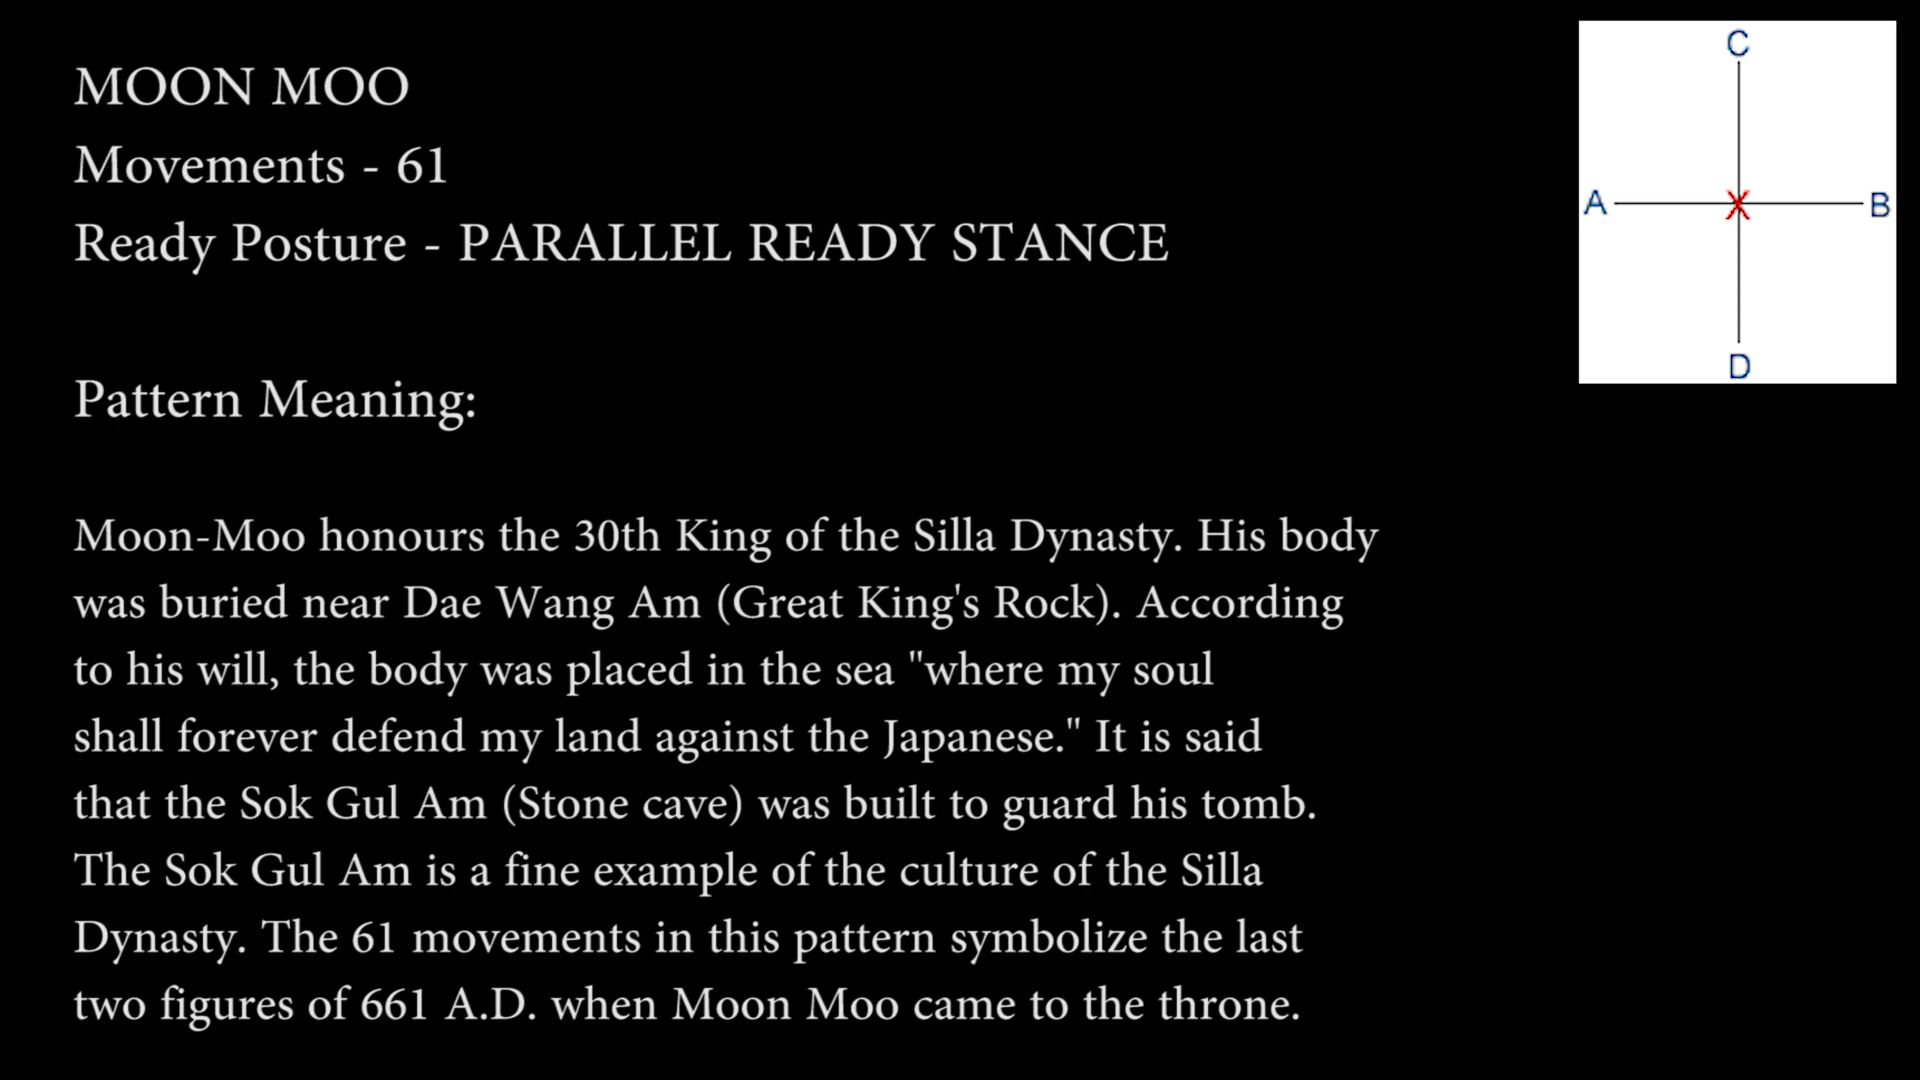 MOON MOO
Movements - 61
Ready Posture - PARALLEL READY STANCE
Pattern Meaning:
Moon-Moo honours the 30th King of the Silla Dynasty. His body
was buried near Dae Wang Am (Great King's Rock). According
to his will, the body was placed in the sea "where my soul
shall forever defend my land against the Japanese." It is said
that the Sok Gul Am (Stone cave) was built to guard his tomb.
The Sok Gul Am is a fine example of the culture of the Silla
Dynasty. The 61 movements in this pattern symbolize the last
two figures of 661 A.D. when Moon Moo came to the throne.
C
A X B
D